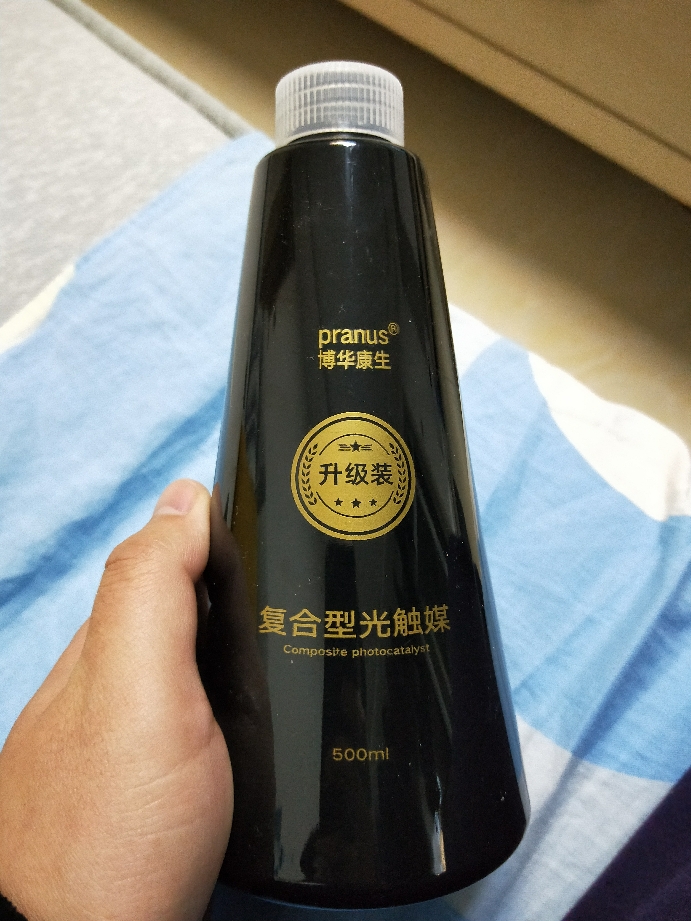 pranus®
博华康生
升级装
复合型光触媒
Composite photocatalyst
500ml